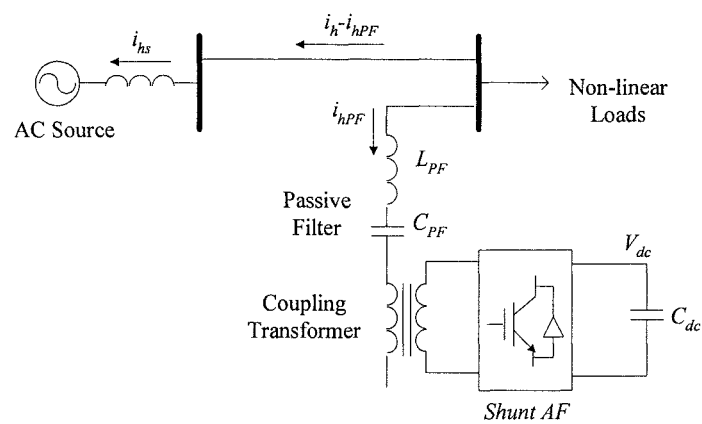 i_h-i_hPF
i_hs
AC Source
Non-linear
Loads
i_hPF
L_PF
Passive
Filter
C_PF
V_dc
Coupling
Transformer
C_dc
Shunt AF